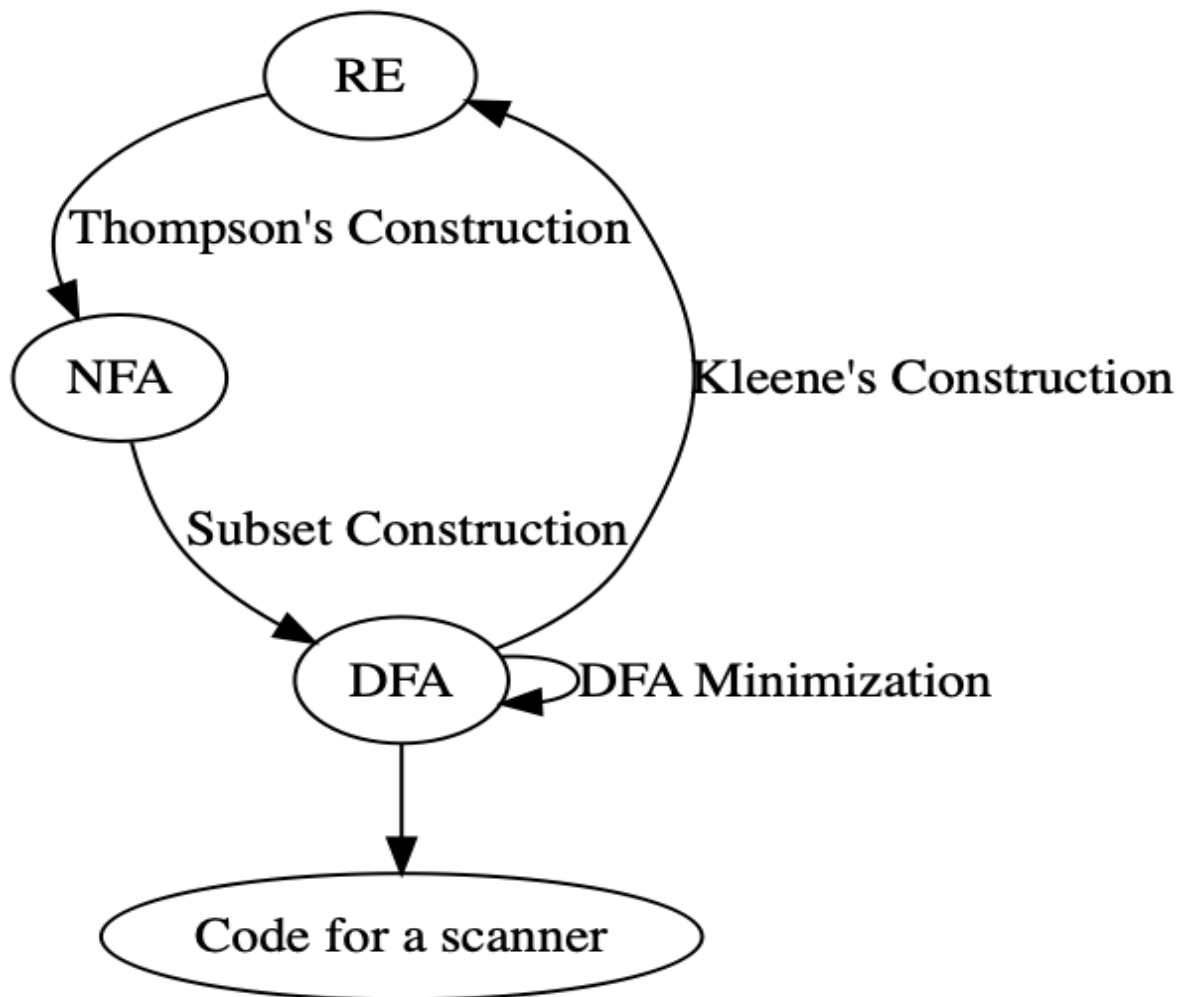 RE
Thompson's Construction
NFA
Kleene's Construction
Subset Construction
DFA
DFA Minimization
Code for a scanner